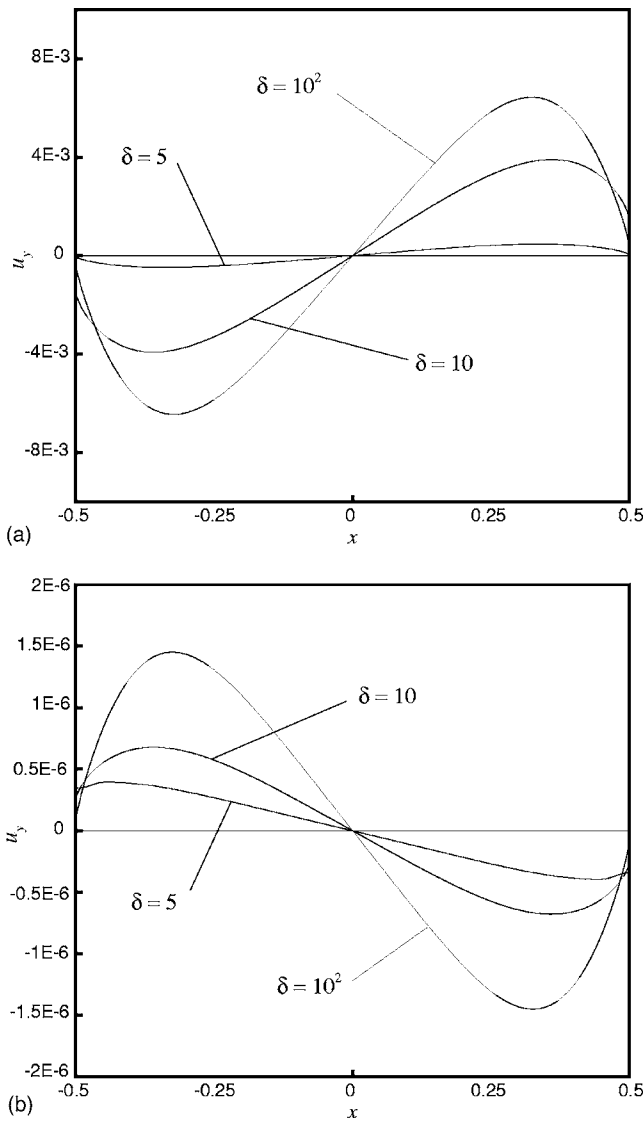 8E-3
δ = 10²
δ = 5
4E-3
0
u_y
δ = 10
-4E-3
-8E-3
-0.5 -0.25 0 0.25 0.5
(a) x
2E-6
1.5E-6
δ = 10
1E-6
0.5E-6
0
u_y
δ = 5
-0.5E-6
-1E-6
δ = 10²
-1.5E-6
-2E-6
-0.5 -0.25 0 0.25 0.5
(b) x